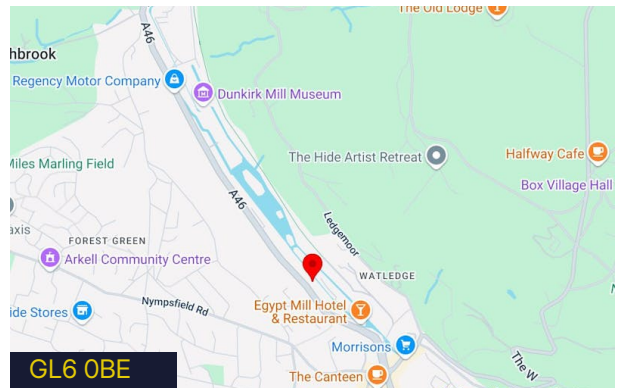 The Old Lodge
A46
hbrook
Regency Motor Company
Dunkirk Mill Museum
Miles Marling Field
The Hide Artist Retreat
Halfway Cafe
Box Village Hall
A46
Ledgemoor
axis
FOREST GREEN
Arkell Community Centre
WATLEDGE
Nympsfield Rd
ide Stores
Egypt Mill Hotel
& Restaurant
Morrisons
The W
The Canteen
GL6 0BE